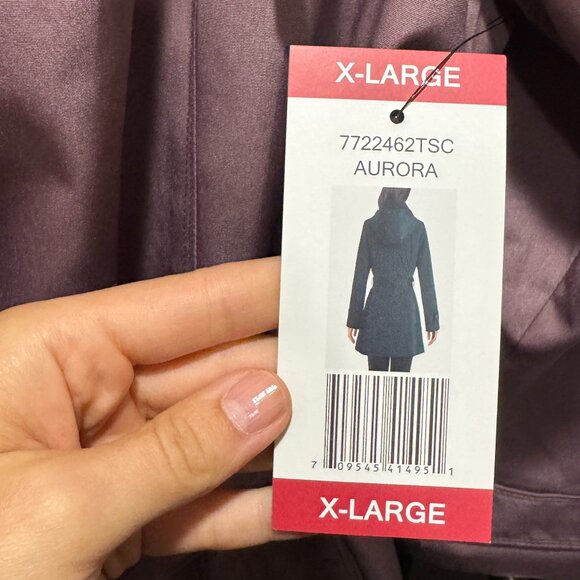 X-LARGE
7722462TSC
AURORA
7 09545 41495 1
X-LARGE